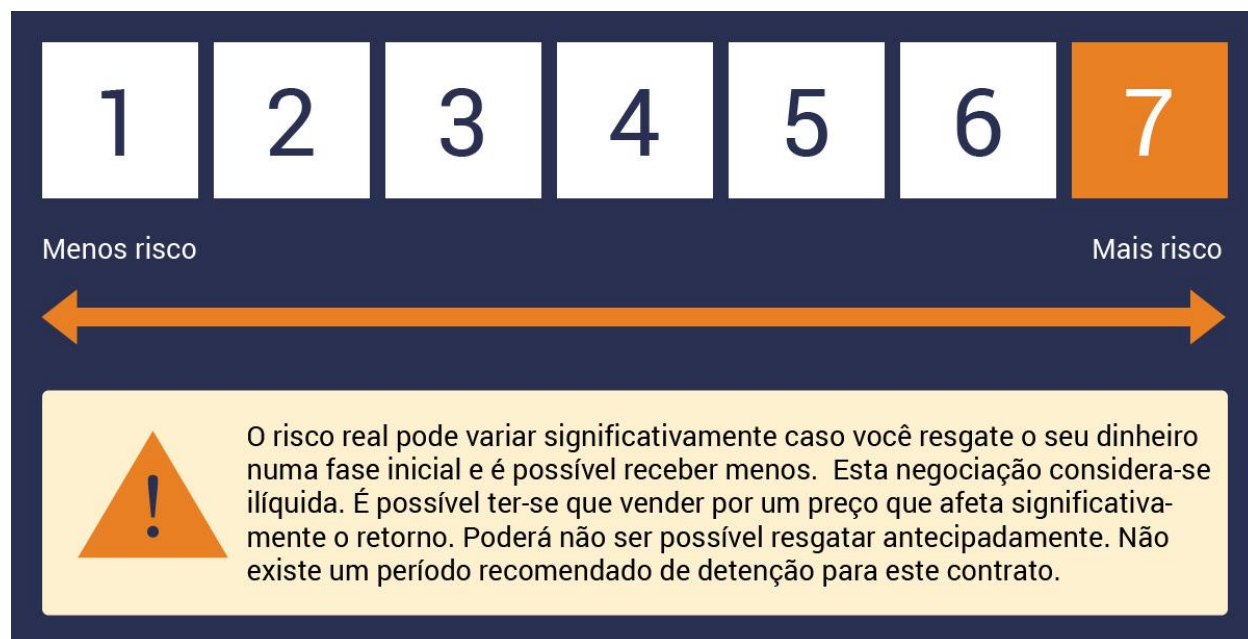 1 2 3 4 5 6 7
Menos risco Mais risco
!
O risco real pode variar significativamente caso você resgate o seu dinheiro
numa fase inicial e é possível receber menos.  Esta negociação considera-se
ilíquida. É possível ter-se que vender por um preço que afeta significativa-
mente o retorno. Poderá não ser possível resgatar antecipadamente. Não
existe um período recomendado de detenção para este contrato.